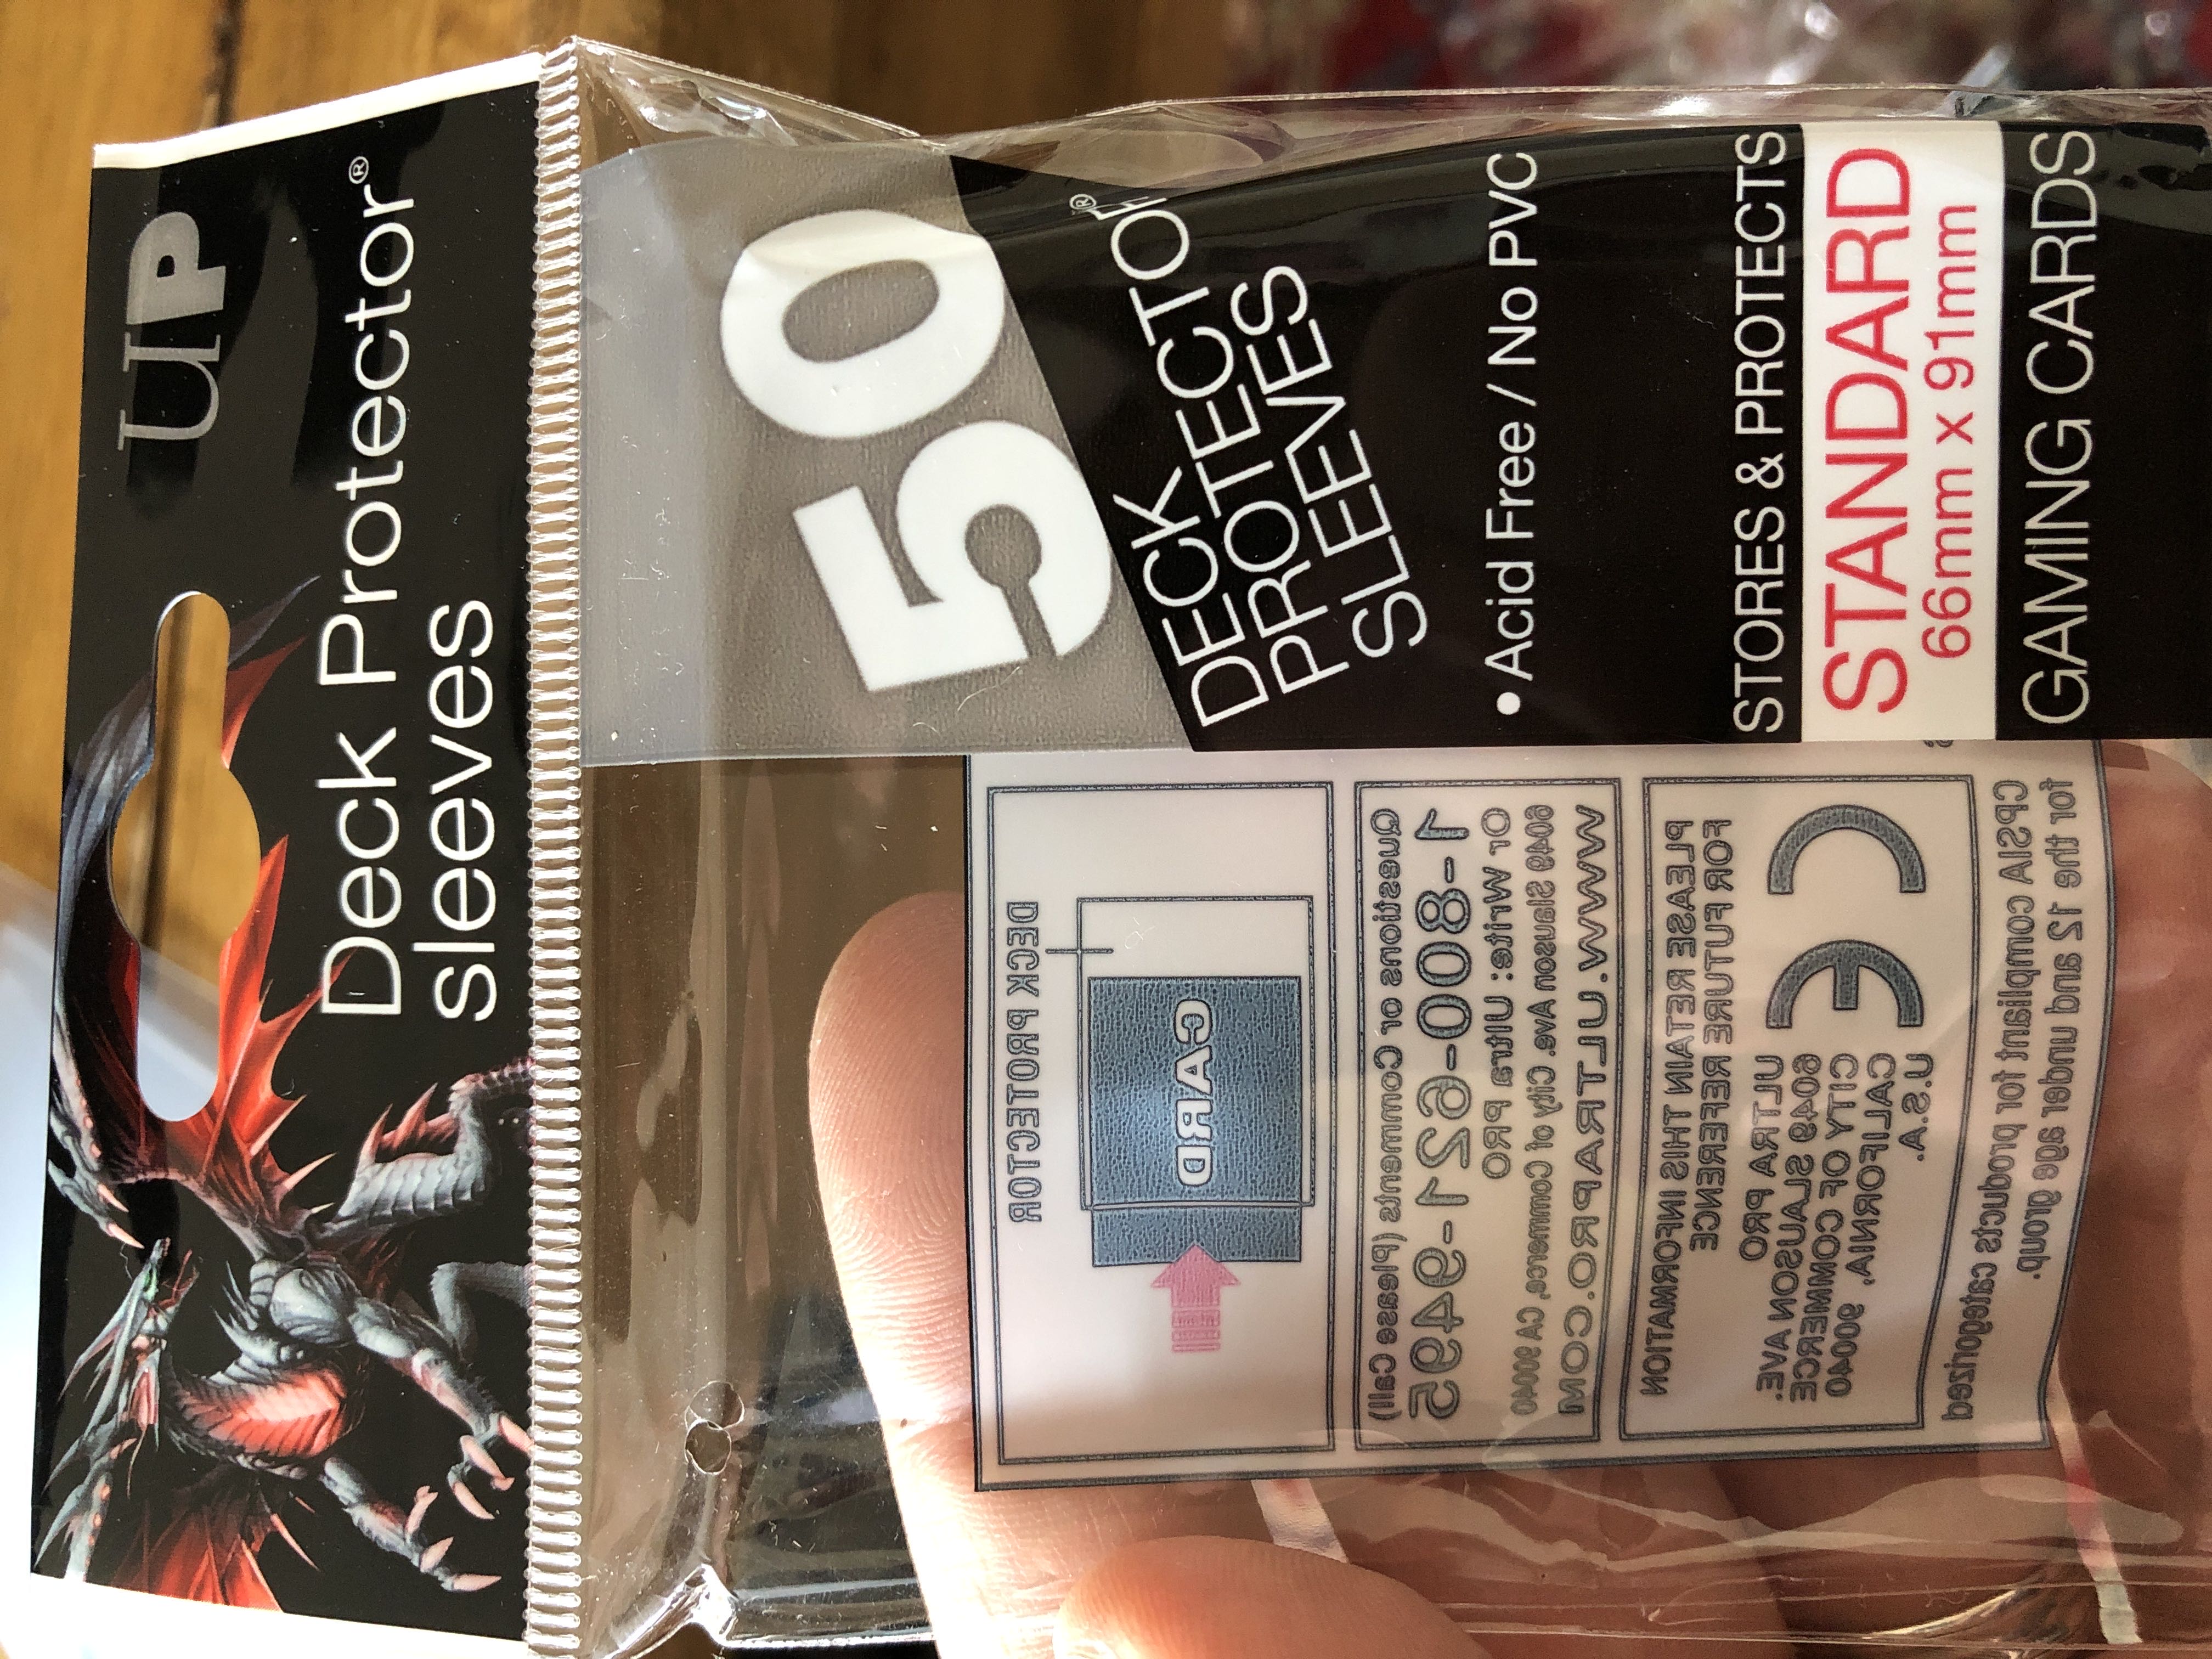 UP
Deck Protector®
sleeves
50
DECK
PROTECTOR®
SLEEVES
• Acid Free / No PVC
STORES & PROTECTS
STANDARD
66mm x 91mm
GAMING CARDS
DECK PROTECTOR
CARD
Questions or Comments (Please Call)
1-800-621-9495
Or Write: Ultra PRO
6049 Slauson Ave. City of Commerce, CA 90040
WWW.ULTRAPRO.COM
PLEASE RETAIN THIS INFORMATION
FOR FUTURE REFERENCE
CE
ULTRA PRO
6049 SLAUSON AVE.
CITY OF COMMERCE
CALIFORNIA, 90040
U.S.A.
CPSIA compliant for products categorized
for the 12 and under age group.